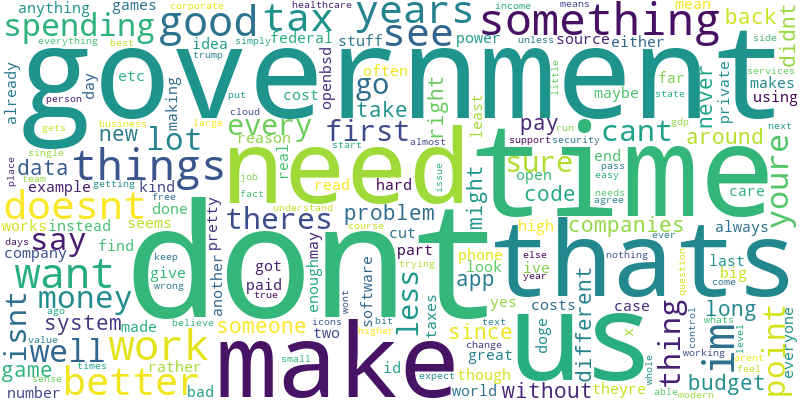 anything
games
tax
years
income
means
mean
back
didnt
healthcare
corporate
everything
best
spending
good
see
something
simply
federal
stuff
power
source
either
unless
side
idea
trump
already
day
etc
making
government
put
cost
openbsd
often
go
take
right
far
maybe
little
state
never
private
makes
using
services
person
gets
business
cloud
large
new
lot
every
reason
real
first
start
run
almost
least
pay
support
security
cant
gdp
around
next
data
things
need
time
sure
end
pass
easy
open
code
needs
agree
care
youre
place
single
team
getting
example
kind
job
fact
read
hard
issue
might
doesnt
free
understand
theres
problem
high
companies
always
works
instead
done
seems
course
cut
part
say
find
dont
thats
days
company
keep
give
wrong
pretty
another
got
paid
true
enough
may
software
phone
look
app
ive
else
year
ever
nothing
last
big
come
question
want
money
isnt
ago
made
believe
wont
trying
less
yes
costs
case
long
point
everyone
system
someone
two
icons
bit
taxes
since
text
doge
different
x
thing
im
whats
control
level
well
value
work
make
us
higher
change
great
working
arent
feel
game
times
rather
small
id
though
whole
budget
number
sense
better
bad
expect
world
without
theyre
able
modern